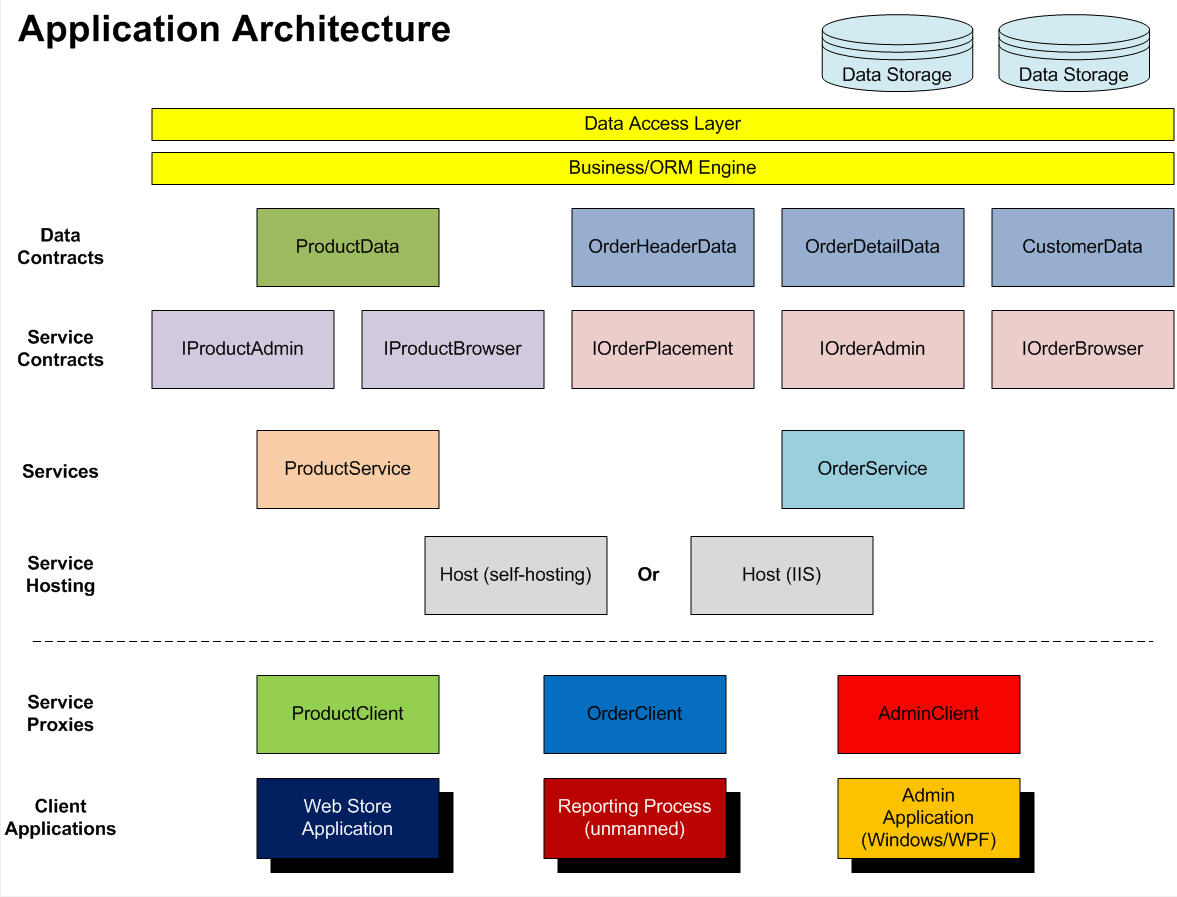 Application Architecture
Data Storage
Data Storage
Data Access Layer
Business/ORM Engine
Data
Contracts
ProductData
OrderHeaderData
OrderDetailData
CustomerData
Service
Contracts
IProductAdmin
IProductBrowser
IOrderPlacement
IOrderAdmin
IOrderBrowser
Services
ProductService
OrderService
Service
Hosting
Host (self-hosting)
Or
Host (IIS)
Service
Proxies
ProductClient
OrderClient
AdminClient
Client
Applications
Web Store
Application
Reporting Process
(unmanned)
Admin
Application
(Windows/WPF)